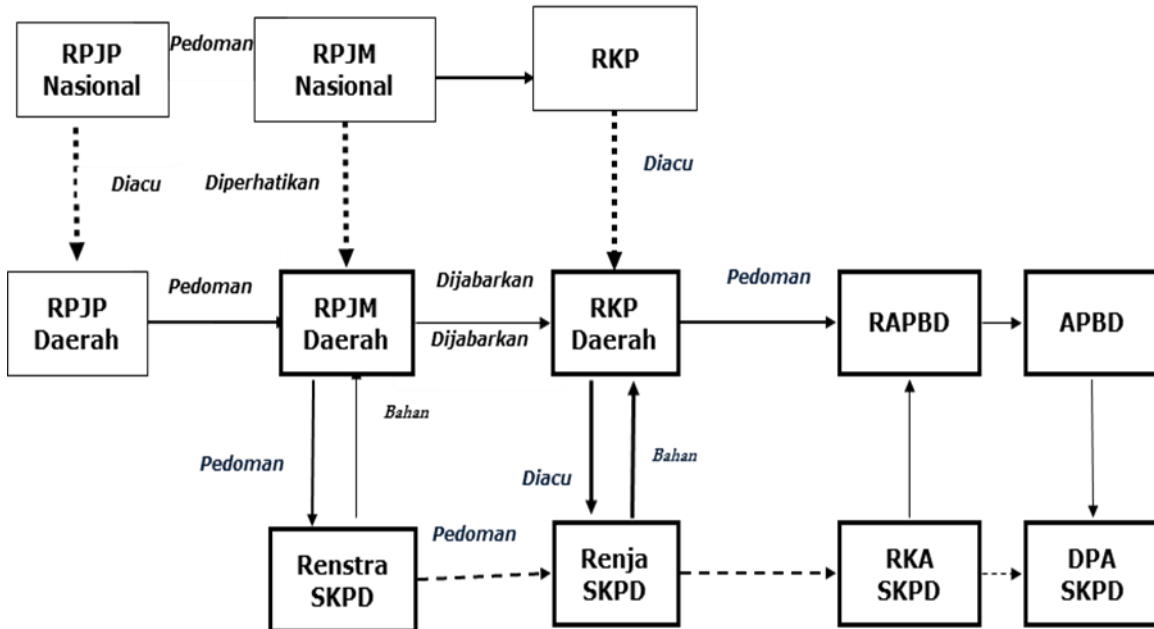 RPJP
Nasional
Pedoman
RPJM
Nasional
RKP
Diacu
Diperhatikan
Diacu
RPJP
Daerah
Pedoman
RPJM
Daerah
Dijabarkan
Dijabarkan
RKP
Daerah
Pedoman
RAPBD
APBD
Pedoman
Bahan
Diacu
Bahan
Renstra
SKPD
Pedoman
Renja
SKPD
RKA
SKPD
DPA
SKPD